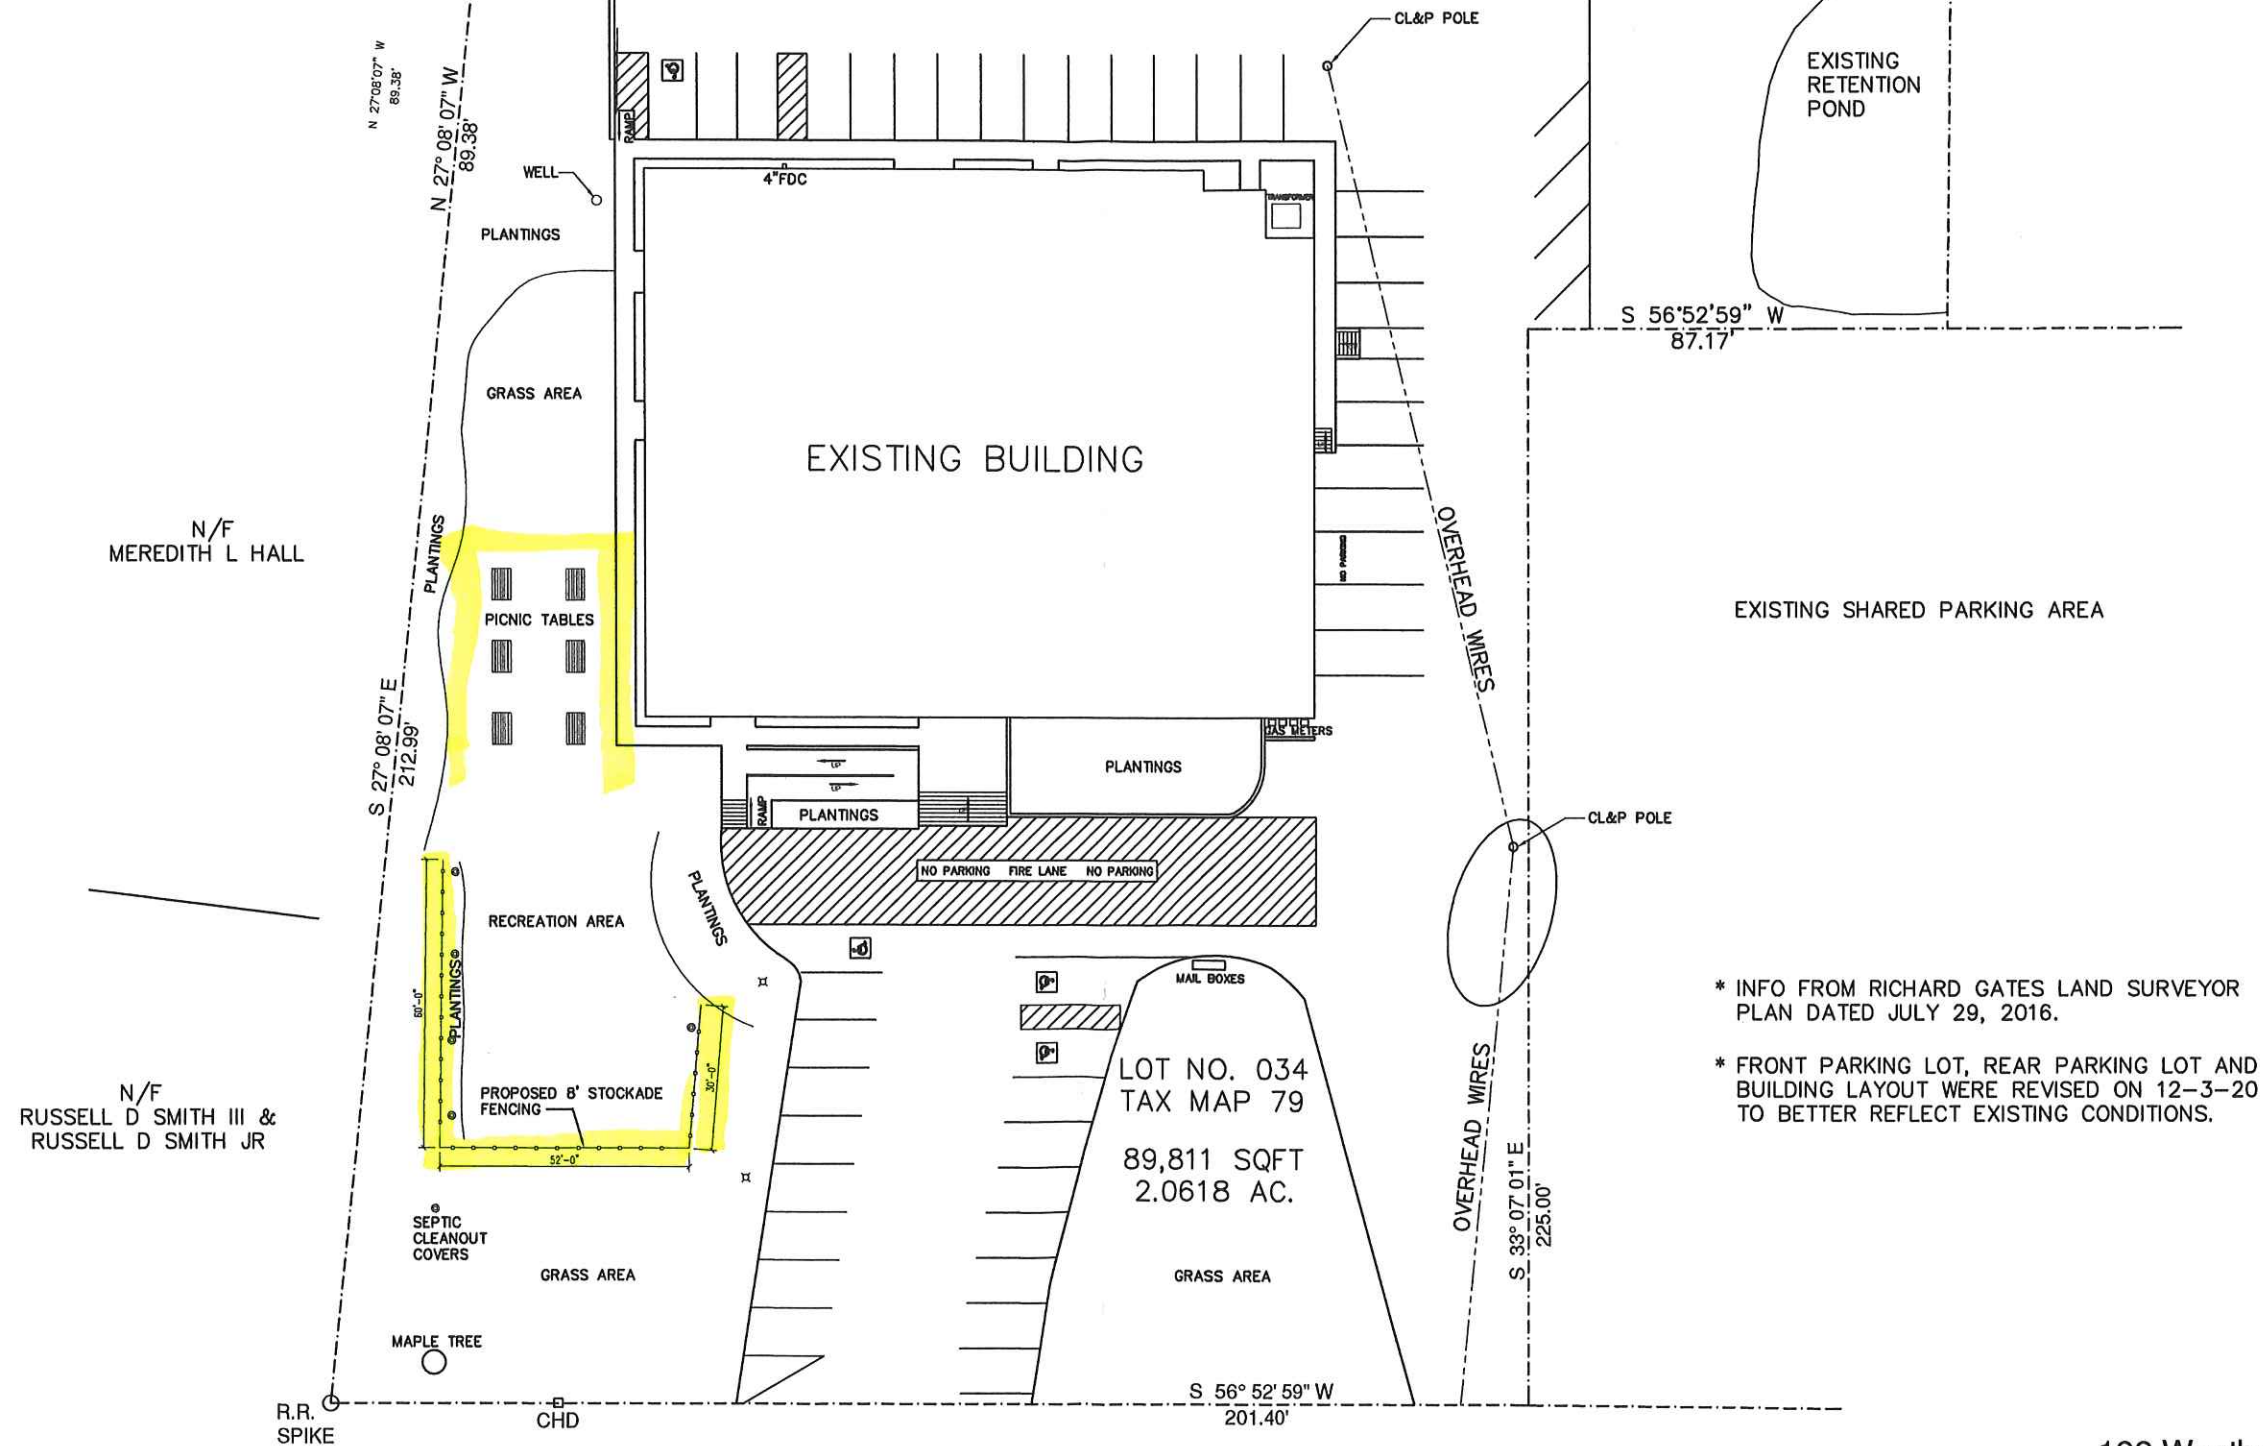 CL&P POLE
EXISTING
RETENTION
POND
N 27°08'07" W
89.38'
N 27° 08' 07" W
89.38'
RAMP
WELL
4"FDC
TRANSFORMER
PLANTINGS
S 56°52'59" W
87.17'
GRASS AREA
EXISTING BUILDING
N/F
MEREDITH L HALL
PLANTINGS
OVERHEAD WIRES
NO PARKING
PICNIC TABLES
EXISTING SHARED PARKING AREA
S 27° 08' 07" E
212.99'
GAS METERS
PLANTINGS
UP
UP
RAMP
PLANTINGS
CL&P POLE
NO PARKING FIRE LANE NO PARKING
PLANTINGS
RECREATION AREA
60'-0"
PLANTINGS
MAIL BOXES
* INFO FROM RICHARD GATES LAND SURVEYOR
PLAN DATED JULY 29, 2016.
* FRONT PARKING LOT, REAR PARKING LOT AND
BUILDING LAYOUT WERE REVISED ON 12-3-20
TO BETTER REFLECT EXISTING CONDITIONS.
LOT NO. 034
TAX MAP 79
89,811 SQFT
2.0618 AC.
N/F
RUSSELL D SMITH III &
RUSSELL D SMITH JR
PROPOSED 8' STOCKADE
FENCING
30'-0"
52'-0"
OVERHEAD WIRES
S 33° 07' 01" E
225.00'
SEPTIC
CLEANOUT
COVERS
GRASS AREA
GRASS AREA
MAPLE TREE
S 56° 52' 59" W
201.40'
R.R.
SPIKE
CHD